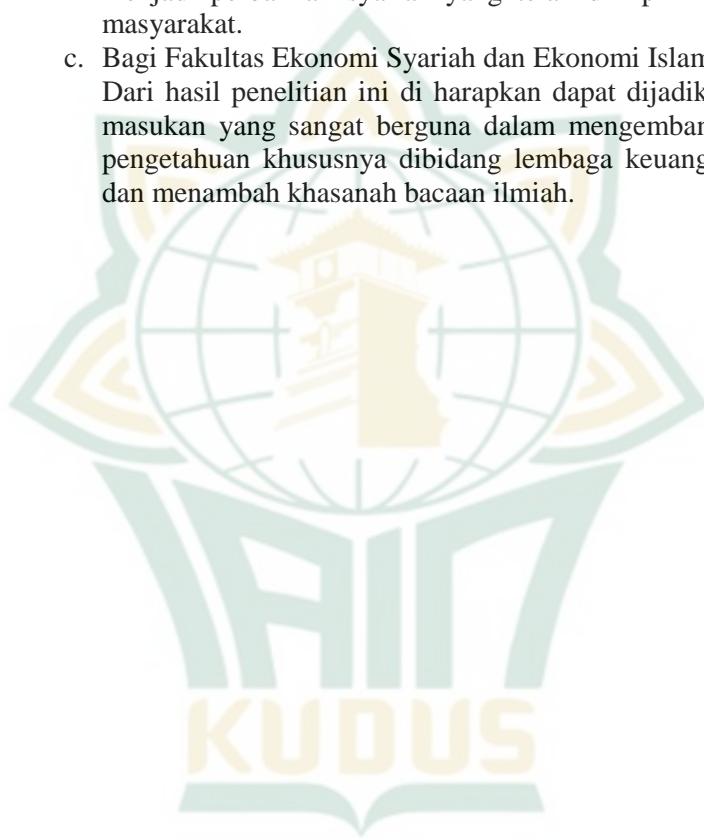 masyarakat.
c. Bagi Fakultas Ekonomi Syariah dan Ekonomi Islam
Dari hasil penelitian ini di harapkan dapat dijadik
masukan yang sangat berguna dalam mengemban
pengetahuan khususnya dibidang lembaga keuang
dan menambah khasanah bacaan ilmiah.
IAIN
KUDUS